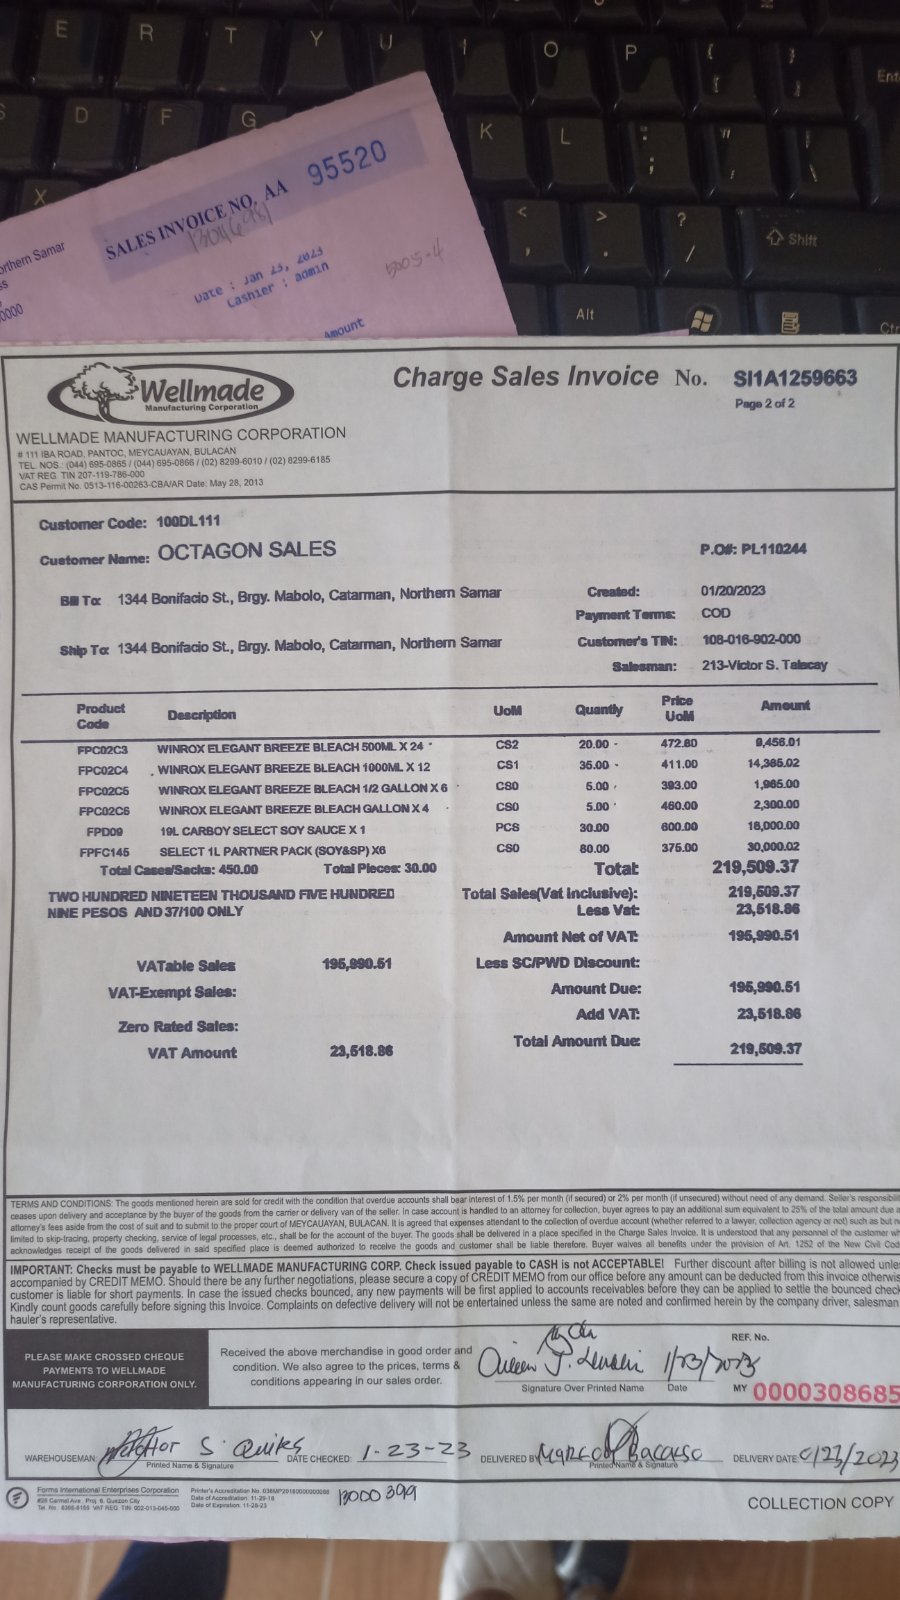 E R T Y U I O P { [ } ] Ent
S D F G K L : ; " ' | \
X < , > . ? / Shift
Alt Ctr
SALES INVOICE NO. AA 95520
orthern Samar
Date : Jan 23, 2023
Cashier : admin
0000
Amount
Wellmade
Manufacturing Corporation
Charge Sales Invoice No. SI1A1259663
Page 2 of 2
WELLMADE MANUFACTURING CORPORATION
# 111 IBA ROAD, PANTOC, MEYCAUAYAN, BULACAN
TEL. NOS.: (044) 695-0865 / (044) 695-0866 / (02) 8299-6010 / (02) 8299-6185
VAT REG. TIN 207-119-786-000
CAS Permit No. 0513-116-00263-CBA/AR Date: May 28, 2013
Customer Code: 100DL111
Customer Name: OCTAGON SALES
P.O#: PL110244
Bill To: 1344 Bonifacio St., Brgy. Mabolo, Catarman, Northern Samar
Created: 01/20/2023
Payment Terms: COD
Ship To: 1344 Bonifacio St., Brgy. Mabolo, Catarman, Northern Samar
Customer's TIN: 108-016-902-000
Salesman: 213-Victor S. Talacay
Product Code Description UoM Quantity Price UoM Amount
FPC02C3 WINROX ELEGANT BREEZE BLEACH 500ML X 24 CS2 20.00 472.80 9,456.01
FPC02C4 WINROX ELEGANT BREEZE BLEACH 1000ML X 12 CS1 35.00 411.00 14,385.02
FPC02C5 WINROX ELEGANT BREEZE BLEACH 1/2 GALLON X 6 CS0 5.00 393.00 1,965.00
FPC02C6 WINROX ELEGANT BREEZE BLEACH GALLON X 4 CS0 5.00 460.00 2,300.00
FPD09 19L CARBOY SELECT SOY SAUCE X 1 PCS 30.00 600.00 18,000.00
FPFC145 SELECT 1L PARTNER PACK (SOY&SP) X6 CS0 80.00 375.00 30,000.02
Total Cases/Sacks: 450.00 Total Pieces: 30.00 Total: 219,509.37
TWO HUNDRED NINETEEN THOUSAND FIVE HUNDRED
NINE PESOS AND 37/100 ONLY
Total Sales(Vat Inclusive): 219,509.37
Less Vat: 23,518.86
Amount Net of VAT: 195,990.51
VATable Sales 195,990.51 Less SC/PWD Discount:
VAT-Exempt Sales: Amount Due: 195,990.51
Zero Rated Sales: Add VAT: 23,518.86
VAT Amount 23,518.86 Total Amount Due: 219,509.37
TERMS AND CONDITIONS: The goods mentioned herein are sold for credit with the condition that overdue accounts shall bear interest of 1.5% per month (if secured) or 2% per month (if unsecured) without need of any demand. Seller's responsibil
ceases upon delivery and acceptance by the buyer of the goods from the carrier or delivery van of the seller. In case account is handed to an attorney for collection, buyer agrees to pay an additional sum equivalent to 25% of the total amount due a
attorney's fees aside from the cost of suit and to submit to the proper court of MEYCAUAYAN, BULACAN. It is agreed that expenses attendant to the collection of overdue account (whether referred to a lawyer, collection agency or not) such as but n
limited to skip-tracing, property checking, service of legal processes, etc., shall be for the account of the buyer. The goods shall be delivered in a place specified in the Charge Sales Invoice. It is understood that any personnel of the customer wh
acknowledges receipt of the goods delivered in said specified place is deemed authorized to receive the goods and customer shall be liable therefore. Buyer waives all benefits under the provision of Art. 1252 of the New Civil Cod
IMPORTANT: Checks must be payable to WELLMADE MANUFACTURING CORP. Check issued payable to CASH is not ACCEPTABLE! Further discount after billing is not allowed unle
accompanied by CREDIT MEMO. Should there be any further negotiations, please secure a copy of CREDIT MEMO from our office before any amount can be deducted from this invoice otherwis
customer is liable for short payments. In case the issued checks bounced, any new payments will be first applied to accounts receivables before they can be applied to settle the bounced check
Kindly count goods carefully before signing this Invoice. Complaints on defective delivery will not be entertained unless the same are noted and confirmed herein by the company driver, salesman
hauler's representative.
PLEASE MAKE CROSSED CHEQUE
PAYMENTS TO WELLMADE
MANUFACTURING CORPORATION ONLY.
Received the above merchandise in good order and
condition. We also agree to the prices, terms &
conditions appearing in our sales order.
1/23/2023
Signature Over Printed Name Date
REF. No.
MY 0000308685
WAREHOUSEMAN: Printed Name & Signature
DATE CHECKED: 1-23-23
DELIVERED BY Printed Name & Signature
DELIVERY DATE 01/23/2023
Forms International Enterprises Corporation
Printer's Accreditation No. 038MP20180000000088
Date of Accreditation: 11-29-18
Date of Expiration: 11-28-23
B000399
COLLECTION COPY